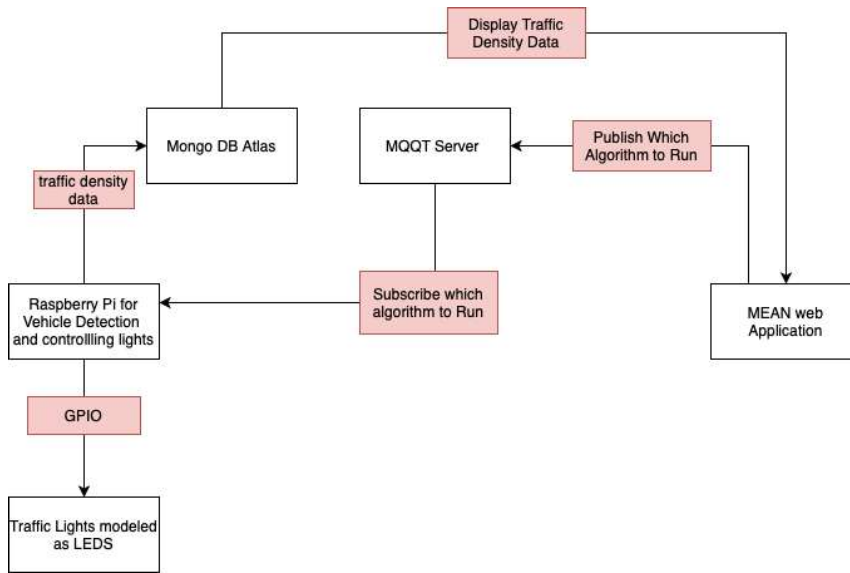 Display Traffic
Density Data
Mongo DB Atlas
MQQT Server
Publish Which
Algorithm to Run
traffic density
data
Raspberry Pi for
Vehicle Detection
and controllling lights
Subscribe which
algorithm to Run
MEAN web
Application
GPIO
Traffic Lights modeled
as LEDS